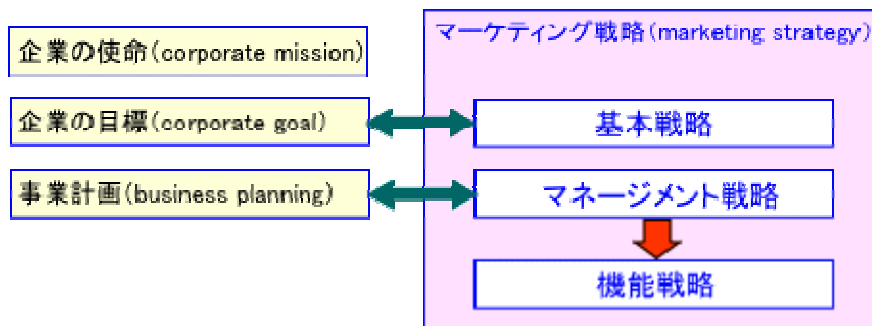 企業の使命(corporate mission)
マーケティング戦略(marketing strategy)
企業の目標(corporate goal)
基本戦略
事業計画(business planning)
マネージメント戦略
機能戦略